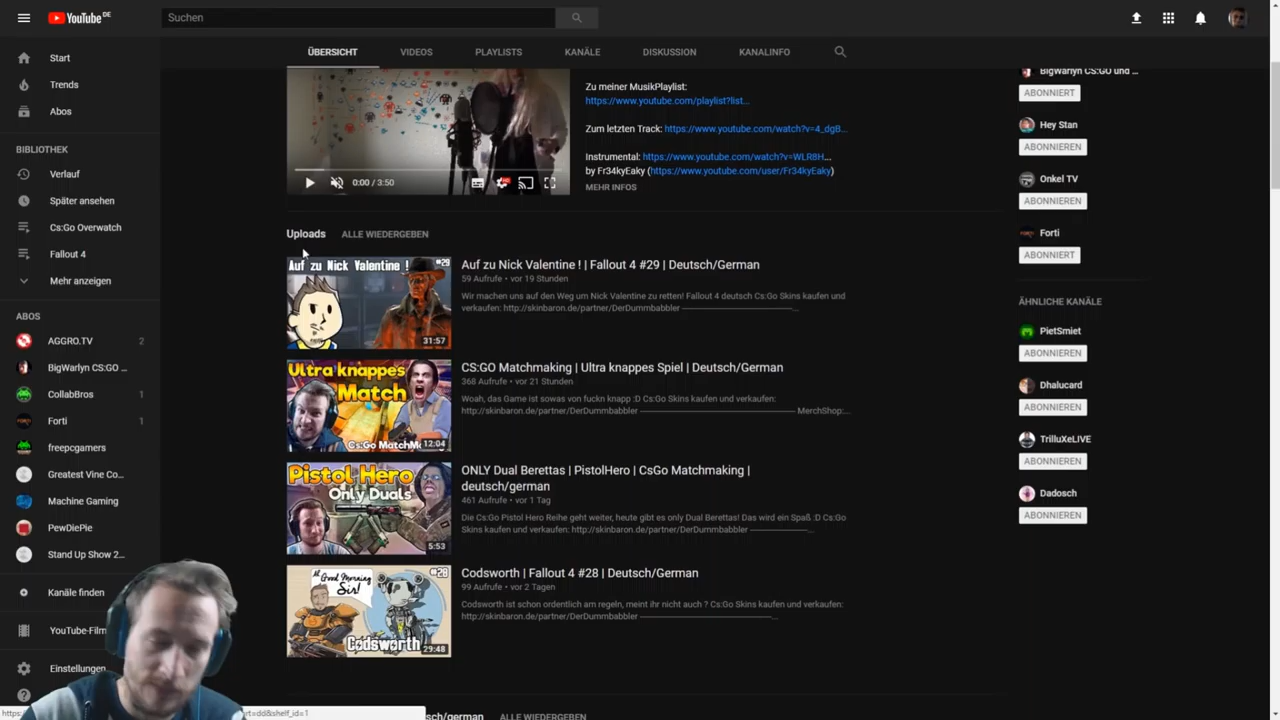 YouTube DE
Suchen
Start
Trends
Abos
BIBLIOTHEK
Verlauf
Später ansehen
Cs:Go Overwatch
Fallout 4
Mehr anzeigen
ABOS
AGGRO.TV 2
BigWarlyn CS:GO ...
CollabBros 1
Forti 1
freepcgamers
Greatest Vine Co...
Machine Gaming
PewDiePie
Stand Up Show 2...
Kanäle finden
YouTube-Film
Einstellungen
ÜBERSICHT VIDEOS PLAYLISTS KANÄLE DISKUSSION KANALINFO
0:00 / 3:50
Zu meiner MusikPlaylist:
https://www.youtube.com/playlist?list...
Zum letzten Track: https://www.youtube.com/watch?v=4_dgB...
Instrumental: https://www.youtube.com/watch?v=WLR8H...
by Fr34kyEaky (https://www.youtube.com/user/Fr34kyEaky)
MEHR INFOS
Uploads ALLE WIEDERGEBEN
Auf zu Nick Valentine ! #29
31:57
Auf zu Nick Valentine ! | Fallout 4 #29 | Deutsch/German
59 Aufrufe • vor 19 Stunden
Wir machen uns auf den Weg um Nick Valentine zu retten! Fallout 4 deutsch Cs:Go Skins kaufen und
verkaufen: http://skinbaron.de/partner/DerDummbabbler ----------------------------------------...
Ultra knappes
Match
Cs:Go MatchM
12:04
CS:GO Matchmaking | Ultra knappes Spiel | Deutsch/German
368 Aufrufe • vor 21 Stunden
Woah, das Game ist sowas von fuckn knapp :D Cs:Go Skins kaufen und verkaufen:
http://skinbaron.de/partner/DerDummbabbler ---------------------------------------- MerchShop:...
Pistol Hero
Only Duals
5:53
ONLY Dual Berettas | PistolHero | CsGo Matchmaking |
deutsch/german
461 Aufrufe • vor 1 Tag
Die Cs:Go Pistol Hero Reihe geht weiter, heute gibt es only Dual Berettas! Das wird ein Spaß :D Cs:Go
Skins kaufen und verkaufen: http://skinbaron.de/partner/DerDummbabbler --------------------...
Good Morning
Sir!
#28
Codsworth
29:48
Codsworth | Fallout 4 #28 | Deutsch/German
99 Aufrufe • vor 2 Tagen
Codsworth ist schon ordentlich am regeln, meint ihr nicht auch ? Cs:Go Skins kaufen und verkaufen:
http://skinbaron.de/partner/DerDummbabbler ----------------------------------------...
sch/german ALLE WIEDERGEBEN
rt=dd&shelf_id=1
BigWarlyn CS:GO und ...
ABONNIERT
Hey Stan
ABONNIEREN
Onkel TV
ABONNIEREN
Forti
ABONNIEREN
ÄHNLICHE KANÄLE
PietSmiet
ABONNIEREN
Dhalucard
ABONNIEREN
TrilluXeLIVE
ABONNIEREN
Dadosch
ABONNIEREN